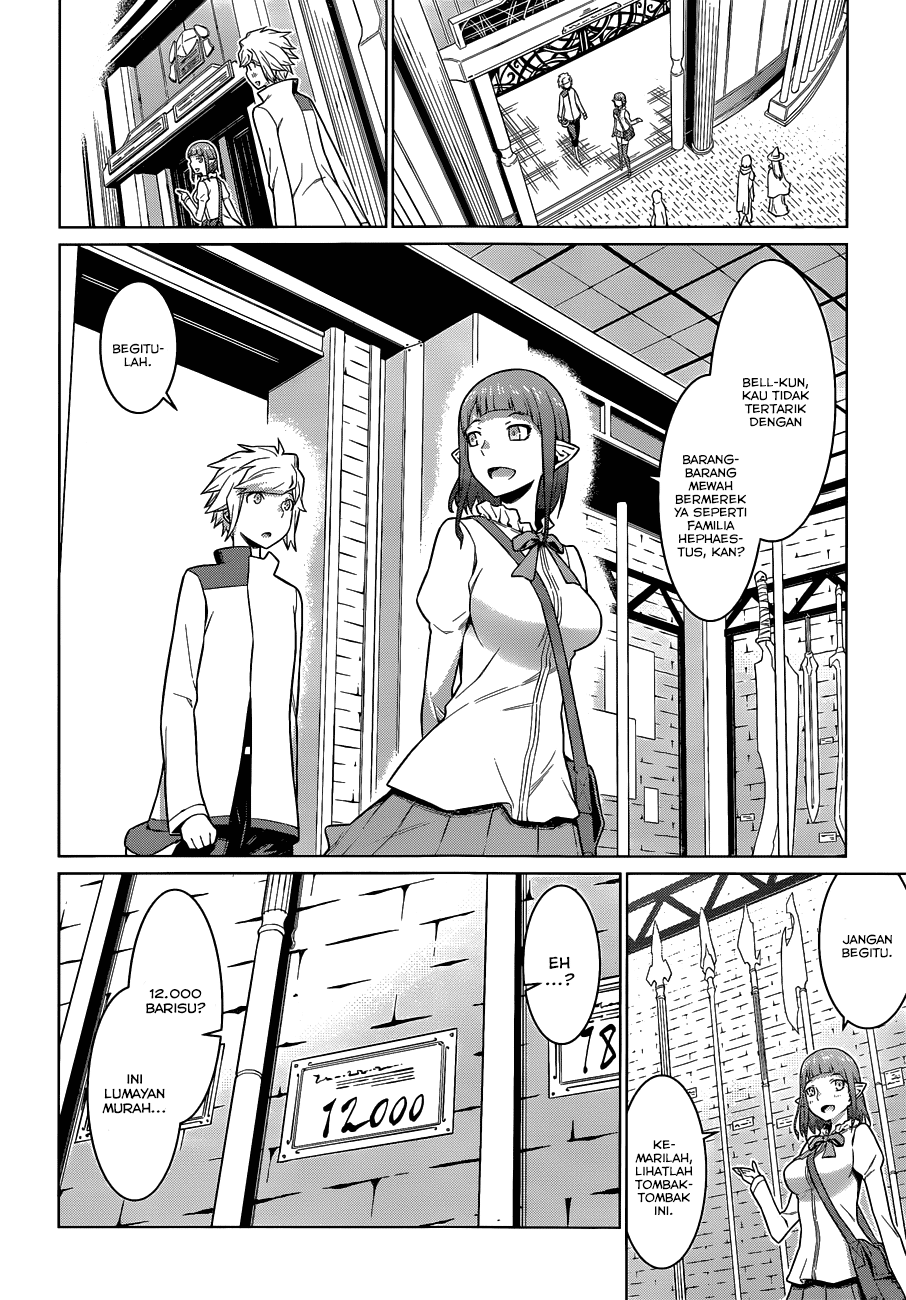 BELL-KUN,
KAU TIDAK
TERTARIK
DENGAN
BARANG-
BARANG
MEWAH
BERMEREK
YA SEPERTI
FAMILIA
HEPHAES-
TUS, KAN?
BEGITU-
LAH.
JANGAN
BEGITU.
KE-
MARILAH,
LIHATLAH
TOMBAK-
TOMBAK
INI.
EH
...?
78
12.000
BARISU?
INI
LUMAYAN
MURAH...
12.000